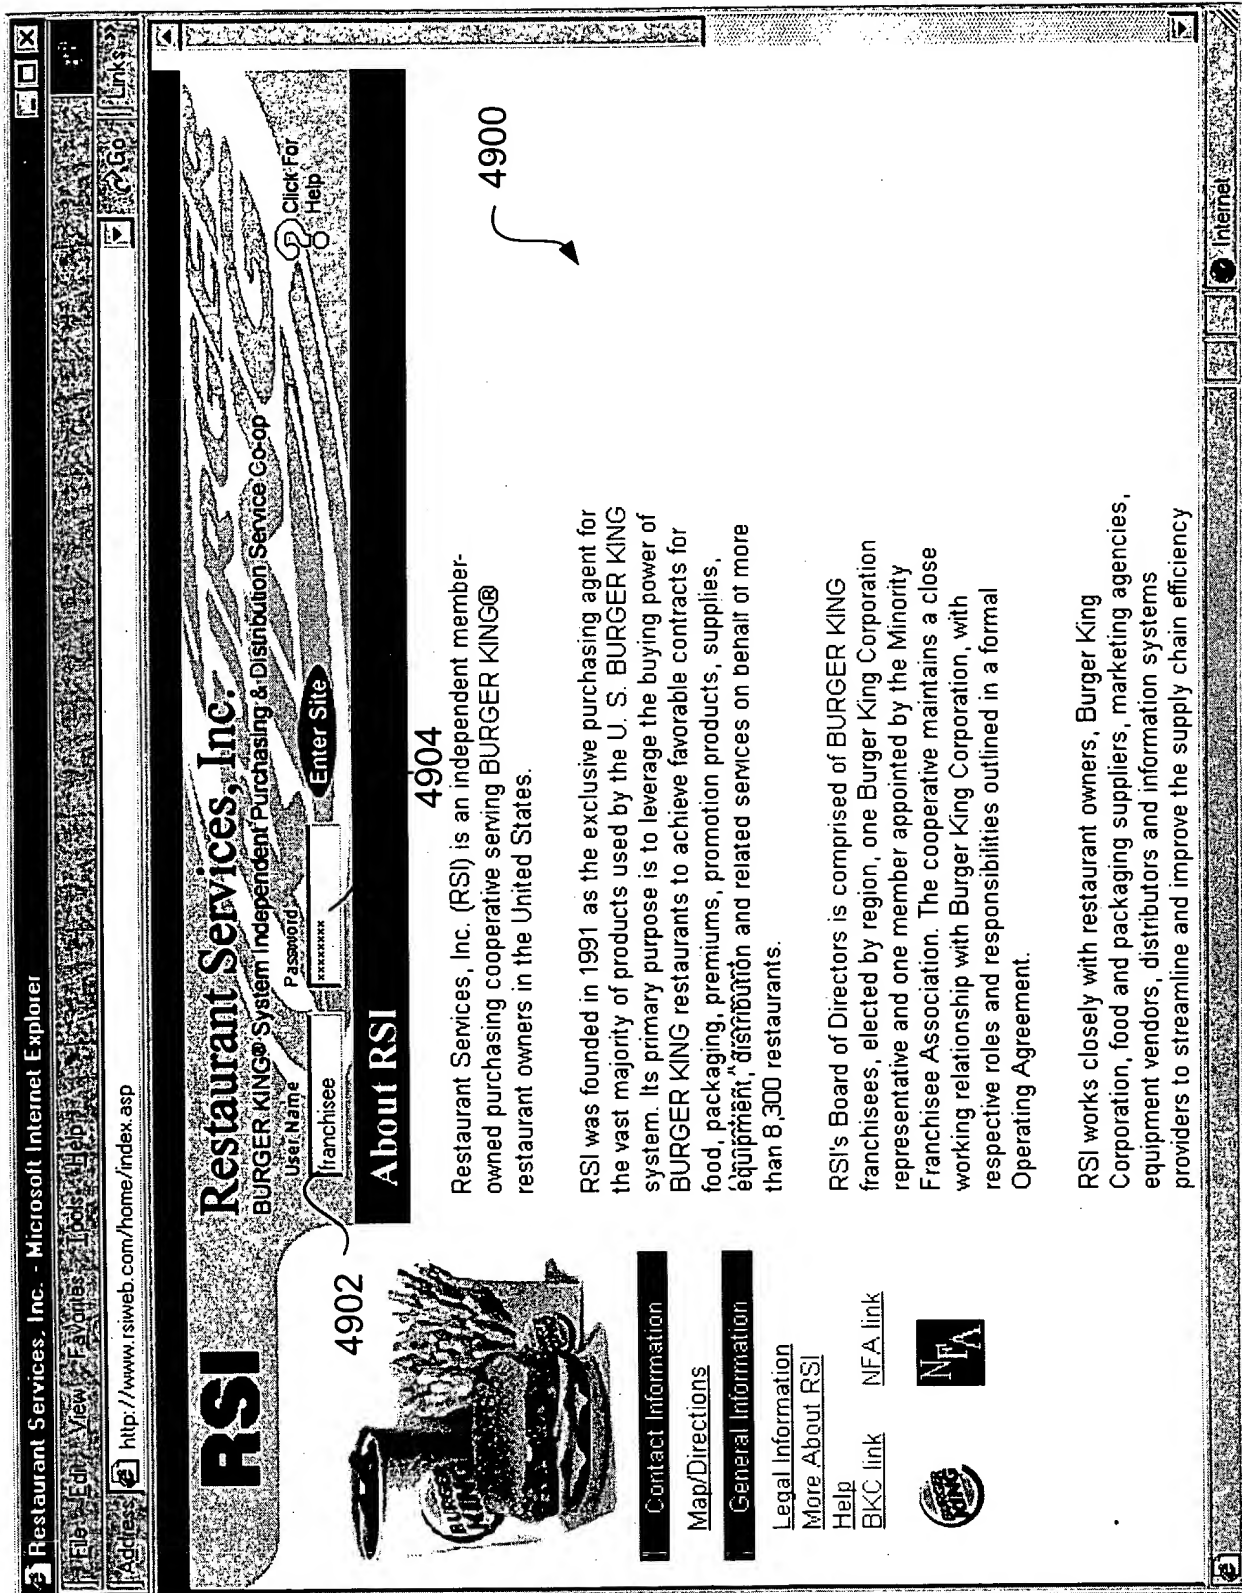 Restaurant Services, Inc. - Microsoft Internet Explorer
File Edit View Favorites Tools Help
Address http://www.rsiweb.com/home/index.asp Go Links »
RSI
Restaurant Services, Inc.
BURGER KING® System Independent Purchasing & Distribution Service Co-op
User Name Password
franchisee xxxxxxxx Enter Site
Click For
Help
4902
4904
4900
About RSI
BURGER KING
Contact Information
Map/Directions
General Information
Legal Information
More About RSI
Help
BKC link NFA link
BURGER KING
NFA
Restaurant Services, Inc. (RSI) is an independent member-
owned purchasing cooperative serving BURGER KING®
restaurant owners in the United States.
RSI was founded in 1991 as the exclusive purchasing agent for
the vast majority of products used by the U. S. BURGER KING
system. Its primary purpose is to leverage the buying power of
BURGER KING restaurants to achieve favorable contracts for
food, packaging, premiums, promotion products, supplies,
equipment, distribution and related services on behalf of more
than 8,300 restaurants.
RSI's Board of Directors is comprised of BURGER KING
franchisees, elected by region, one Burger King Corporation
representative and one member appointed by the Minority
Franchisee Association. The cooperative maintains a close
working relationship with Burger King Corporation, with
respective roles and responsibilities outlined in a formal
Operating Agreement.
RSI works closely with restaurant owners, Burger King
Corporation, food and packaging suppliers, marketing agencies,
equipment vendors, distributors and information systems
providers to streamline and improve the supply chain efficiency
Internet